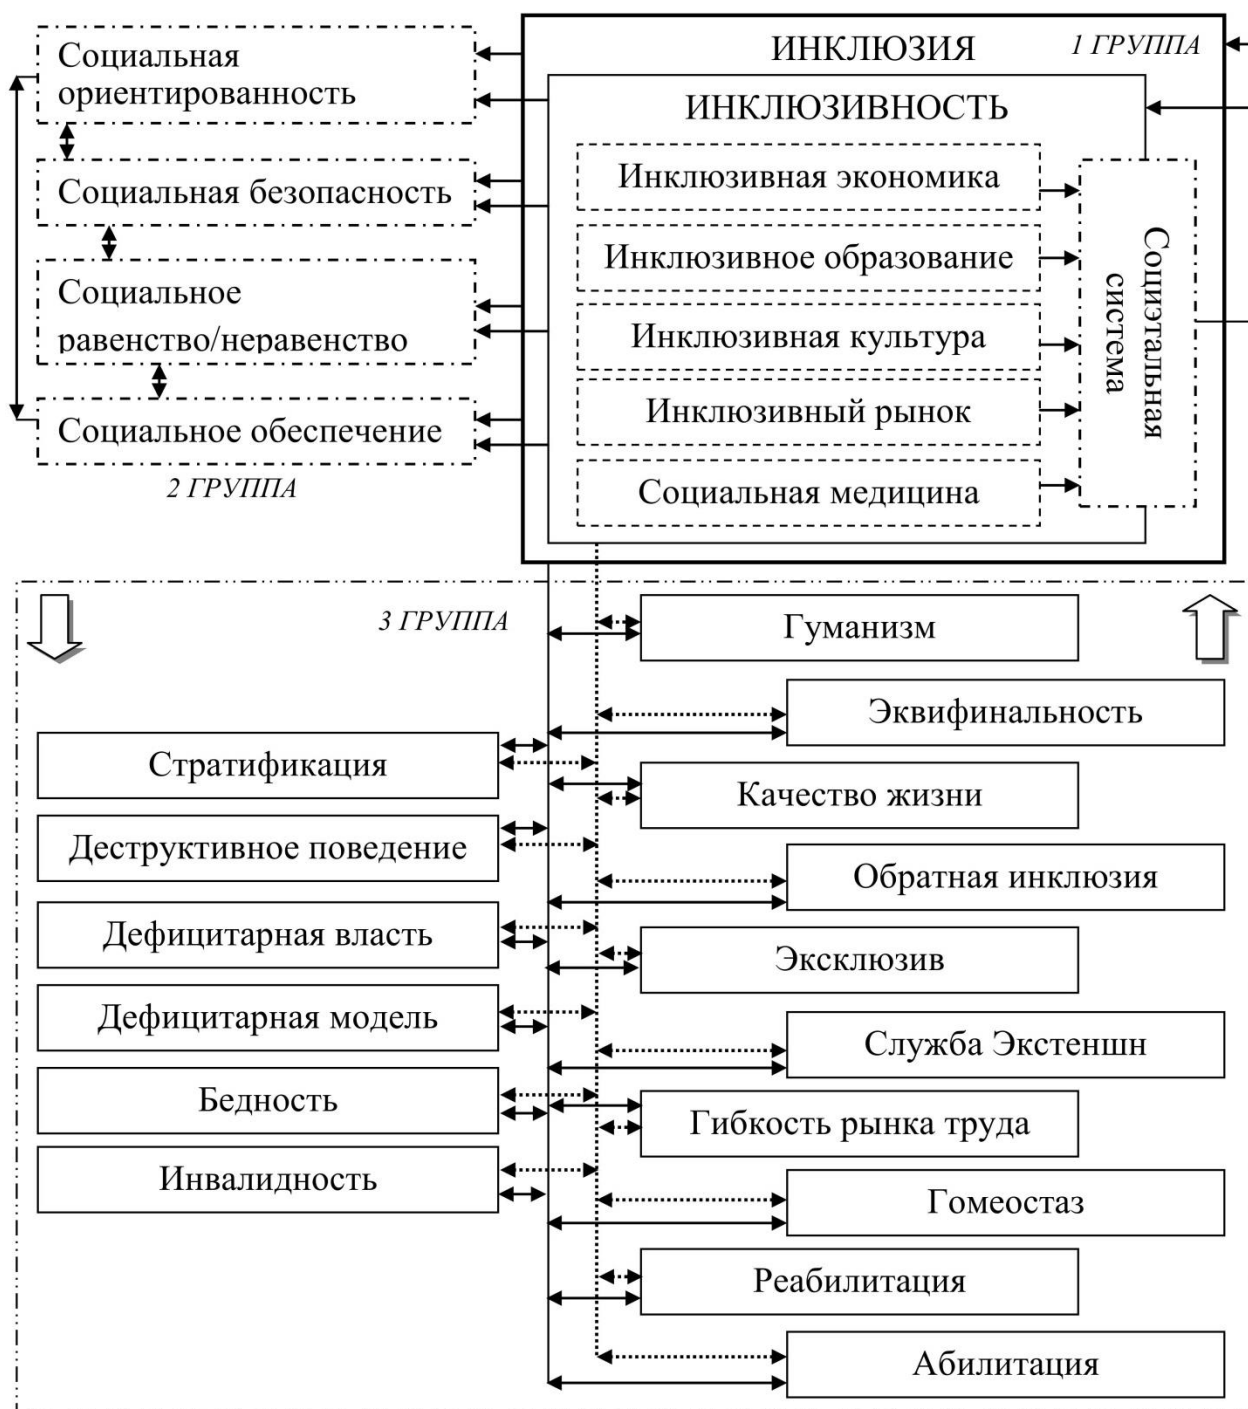 Социальная
ориентированность
Социальная безопасность
Социальное
равенство/неравенство
Социальное обеспечение
2 ГРУППА
ИНКЛЮЗИЯ
1 ГРУППА
ИНКЛЮЗИВНОСТЬ
Инклюзивная экономика
Инклюзивное образование
Инклюзивная культура
Инклюзивный рынок
Социальная медицина
Социэтальная
система
3 ГРУППА
Стратификация
Деструктивное поведение
Дефицитарная власть
Дефицитарная модель
Бедность
Инвалидность
Гуманизм
Эквифинальность
Качество жизни
Обратная инклюзия
Эксклюзив
Служба Экстеншн
Гибкость рынка труда
Гомеостаз
Реабилитация
Абилитация